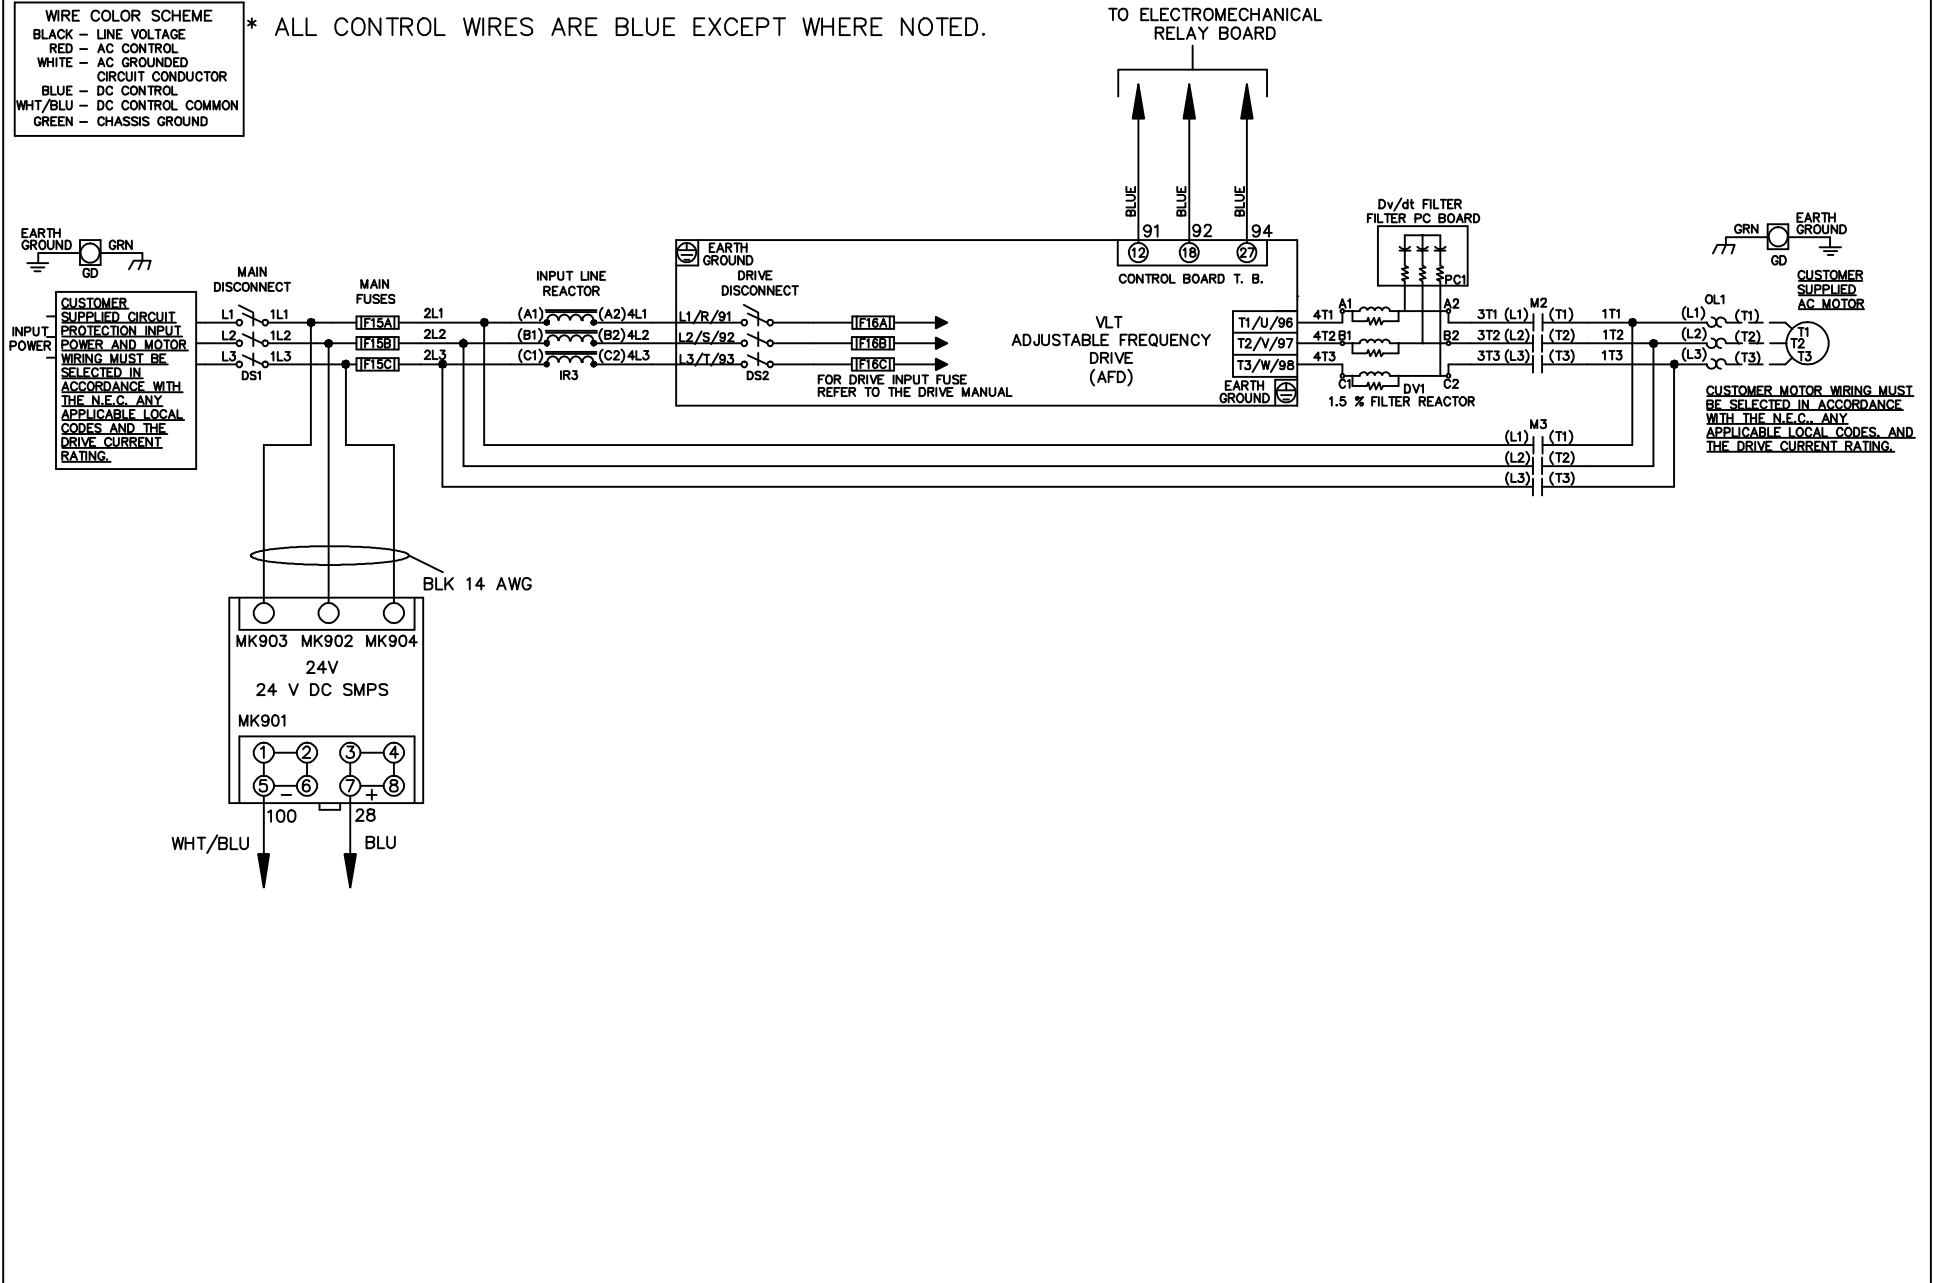 WIRE COLOR SCHEME
BLACK – LINE VOLTAGE
RED – AC CONTROL
WHITE – AC GROUNDED
CIRCUIT CONDUCTOR
BLUE – DC CONTROL
WHT/BLU – DC CONTROL COMMON
GREEN – CHASSIS GROUND
* ALL CONTROL WIRES ARE BLUE EXCEPT WHERE NOTED.
TO ELECTROMECHANICAL
RELAY BOARD
BLUE
BLUE
BLUE
91
92
94
12
18
27
CONTROL BOARD T. B.
EARTH
GROUND
GRN
GD
INPUT
POWER
CUSTOMER
SUPPLIED CIRCUIT
PROTECTION INPUT
POWER AND MOTOR
WIRING MUST BE
SELECTED IN
ACCORDANCE WITH
THE N.E.C. ANY
APPLICABLE LOCAL
CODES AND THE
DRIVE CURRENT
RATING.
MAIN
DISCONNECT
L1 1L1
L2 1L2
L3 1L3
DS1
MAIN
FUSES
F15A
F15B
F15C
2L1
2L2
2L3
INPUT LINE
REACTOR
(A1) (A2) 4L1
(B1) (B2) 4L2
(C1) (C2) 4L3
IR3
EARTH
GROUND
DRIVE
DISCONNECT
L1/R/91
L2/S/92
L3/T/93
DS2
F16A
F16B
F16C
FOR DRIVE INPUT FUSE
REFER TO THE DRIVE MANUAL
VLT
ADJUSTABLE FREQUENCY
DRIVE
(AFD)
T1/U/96
T2/V/97
T3/W/98
EARTH
GROUND
4T1
4T2
4T3
Dv/dt FILTER
FILTER PC BOARD
PC1
A1 A2
B1 B2
C1 C2
DV1
1.5 % FILTER REACTOR
M2
3T1 (L1) (T1) 1T1
3T2 (L2) (T2) 1T2
3T3 (L3) (T3) 1T3
M3
(L1) (T1)
(L2) (T2)
(L3) (T3)
OL1
(L1) (T1)
(L2) (T2)
(L3) (T3)
T1
T2
T3
GRN
EARTH
GROUND
GD
CUSTOMER
SUPPLIED
AC MOTOR
CUSTOMER MOTOR WIRING MUST
BE SELECTED IN ACCORDANCE
WITH THE N.E.C., ANY
APPLICABLE LOCAL CODES, AND
THE DRIVE CURRENT RATING.
BLK 14 AWG
MK903 MK902 MK904
24V
24 V DC SMPS
MK901
1 2 3 4
5 6 7 8
– +
100
28
WHT/BLU
BLU